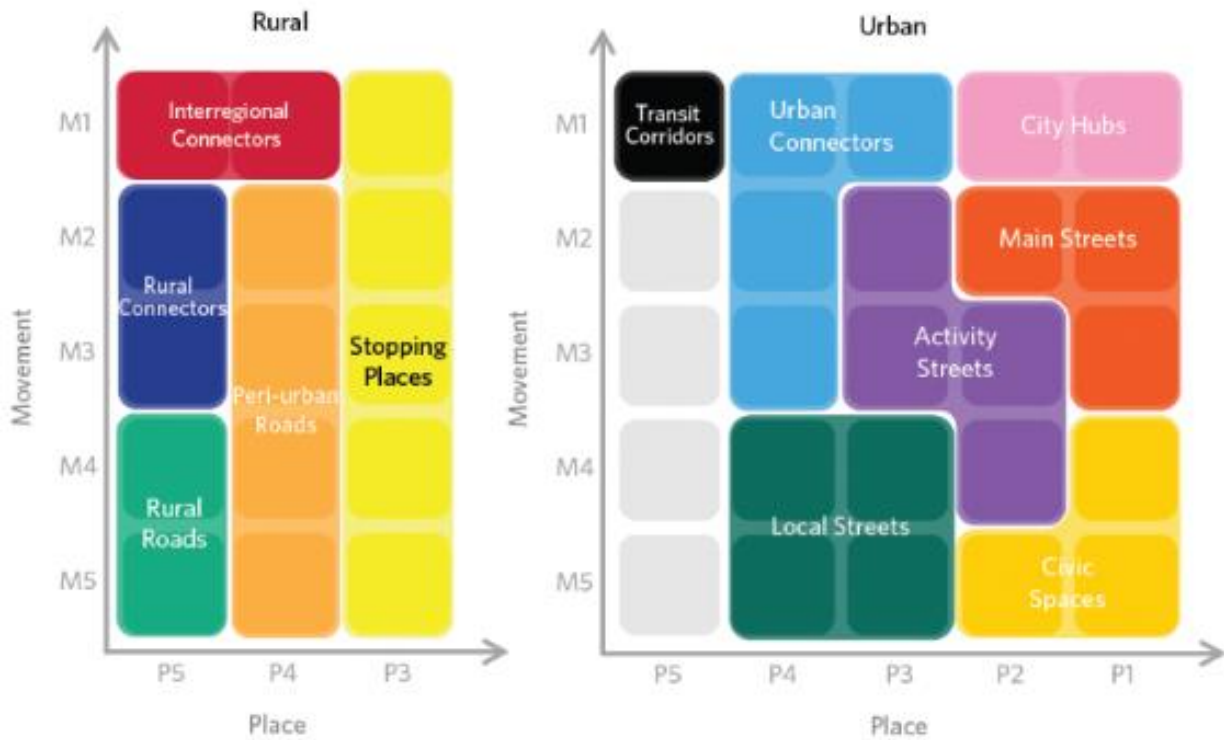 Rural
Movement
M1
M2
M3
M4
M5
Interregional
Connectors
Rural
Connectors
Peri-urban
Roads
Stopping
Places
Rural
Roads
P5
P4
P3
Place
Urban
Movement
M1
M2
M3
M4
M5
Transit
Corridors
Urban
Connectors
City Hubs
Main Streets
Activity
Streets
Local Streets
Civic
Spaces
P5
P4
P3
P2
P1
Place